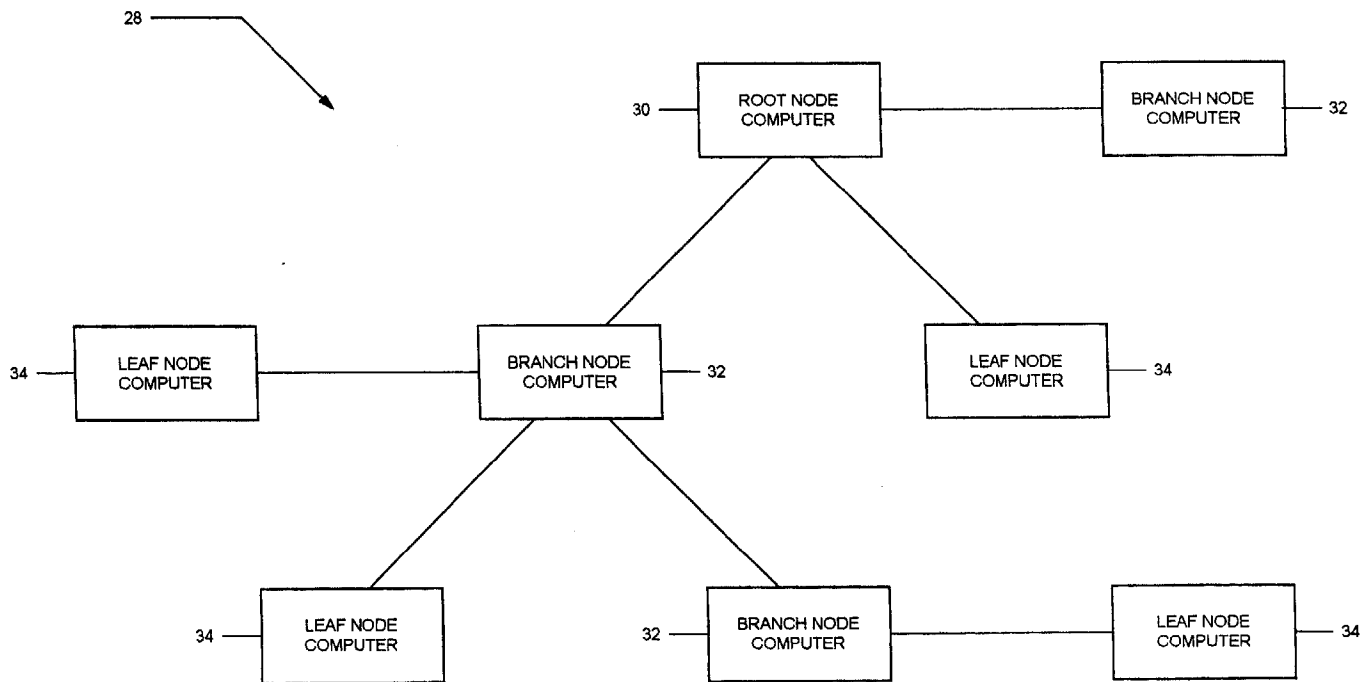 28
30
ROOT NODE
COMPUTER
BRANCH NODE
COMPUTER
32
34
LEAF NODE
COMPUTER
BRANCH NODE
COMPUTER
32
LEAF NODE
COMPUTER
34
34
LEAF NODE
COMPUTER
32
BRANCH NODE
COMPUTER
LEAF NODE
COMPUTER
34